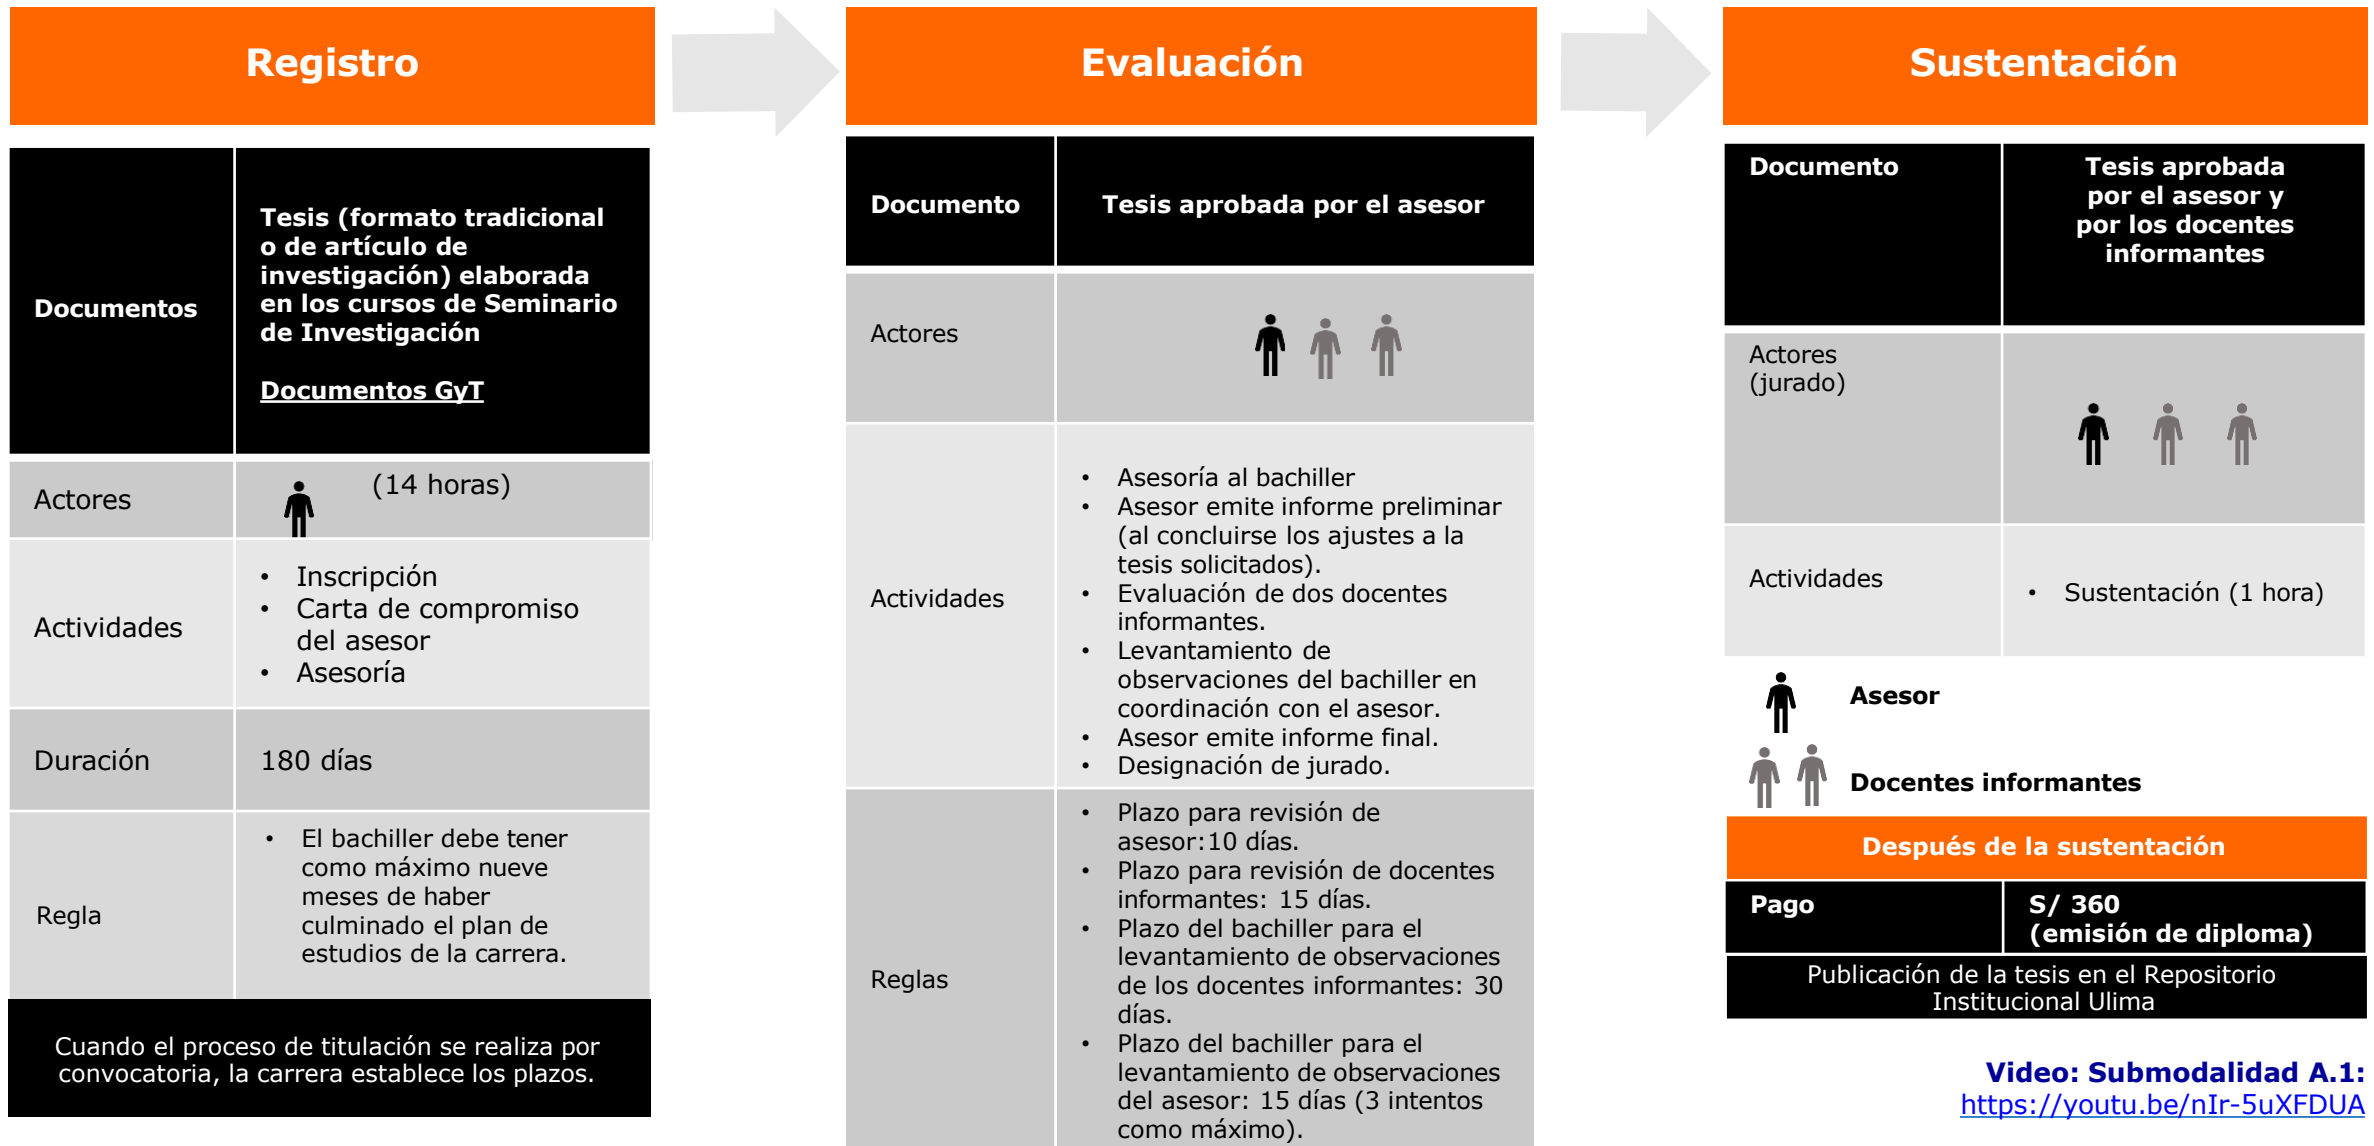 Registro
Documentos
Tesis (formato tradicional
o de artículo de
investigación) elaborada
en los cursos de Seminario
de Investigación
Documentos GyT
Actores
(14 horas)
Actividades
• Inscripción
• Carta de compromiso
del asesor
• Asesoría
Duración
180 días
Regla
• El bachiller debe tener
como máximo nueve
meses de haber
culminado el plan de
estudios de la carrera.
Cuando el proceso de titulación se realiza por
convocatoria, la carrera establece los plazos.
Evaluación
Documento
Tesis aprobada por el asesor
Actores
Actividades
• Asesoría al bachiller
• Asesor emite informe preliminar
(al concluirse los ajustes a la
tesis solicitados).
• Evaluación de dos docentes
informantes.
• Levantamiento de
observaciones del bachiller en
coordinación con el asesor.
• Asesor emite informe final.
• Designación de jurado.
Reglas
• Plazo para revisión de
asesor:10 días.
• Plazo para revisión de docentes
informantes: 15 días.
• Plazo del bachiller para el
levantamiento de observaciones
de los docentes informantes: 30
días.
• Plazo del bachiller para el
levantamiento de observaciones
del asesor: 15 días (3 intentos
como máximo).
Sustentación
Documento
Tesis aprobada
por el asesor y
por los docentes
informantes
Actores
(jurado)
Actividades
• Sustentación (1 hora)
Asesor
Docentes informantes
Después de la sustentación
Pago
S/ 360
(emisión de diploma)
Publicación de la tesis en el Repositorio
Institucional Ulima
Video: Submodalidad A.1:
https://youtu.be/nIr-5uXFDUA